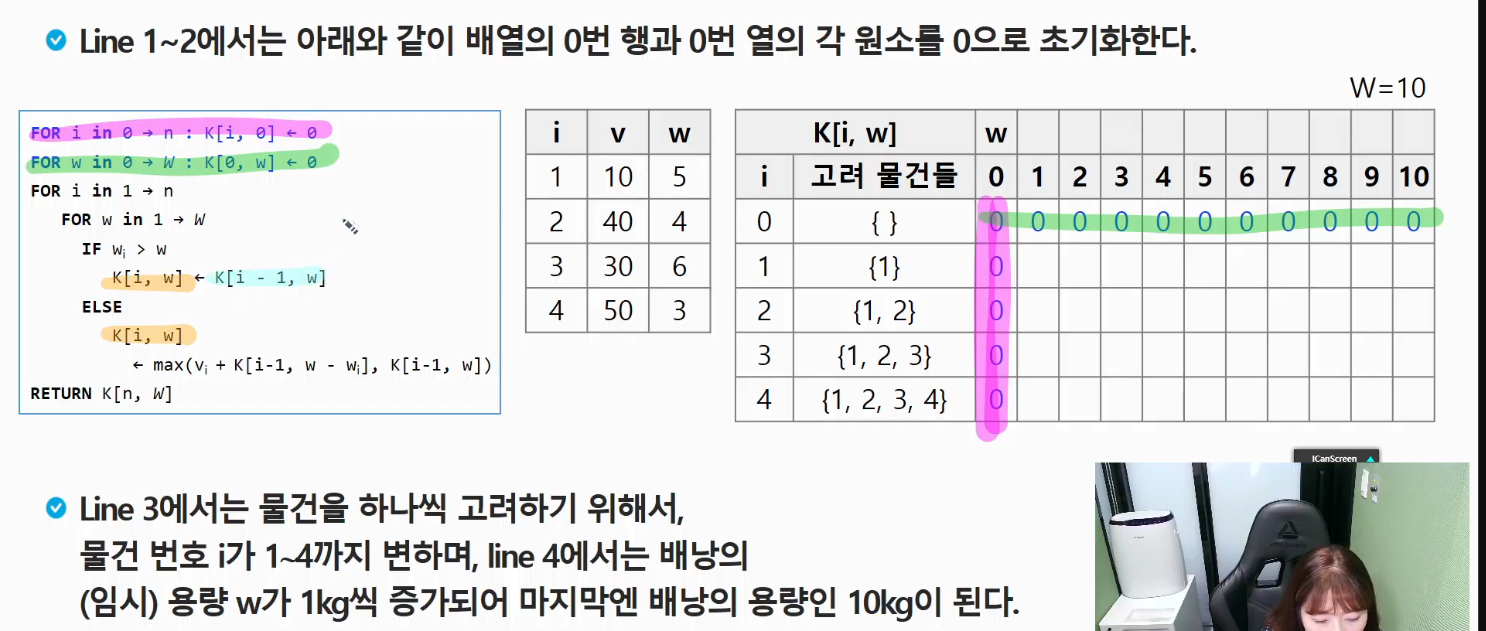 Line 1~2에서는 아래와 같이 배열의 0번 행과 0번 열의 각 원소를 0으로 초기화한다.
W=10
FOR i in 0 → n : K[i, 0] ← 0
FOR w in 0 → W : K[0, w] ← 0
FOR i in 1 → n
FOR w in 1 → W
IF wᵢ > w
K[i, w] ← K[i - 1, w]
ELSE
K[i, w]
← max(vᵢ + K[i-1, w - wᵢ], K[i-1, w])
RETURN K[n, W]
i v w
1 10 5
2 40 4
3 30 6
4 50 3
K[i, w] w
i 고려 물건들 0 1 2 3 4 5 6 7 8 9 10
0 { } 0 0 0 0 0 0 0 0 0 0 0
1 {1} 0
2 {1, 2} 0
3 {1, 2, 3} 0
4 {1, 2, 3, 4} 0
Line 3에서는 물건을 하나씩 고려하기 위해서,
물건 번호 i가 1~4까지 변하며, line 4에서는 배낭의
(임시) 용량 w가 1kg씩 증가되어 마지막엔 배낭의 용량인 10kg이 된다.
ICanScreen